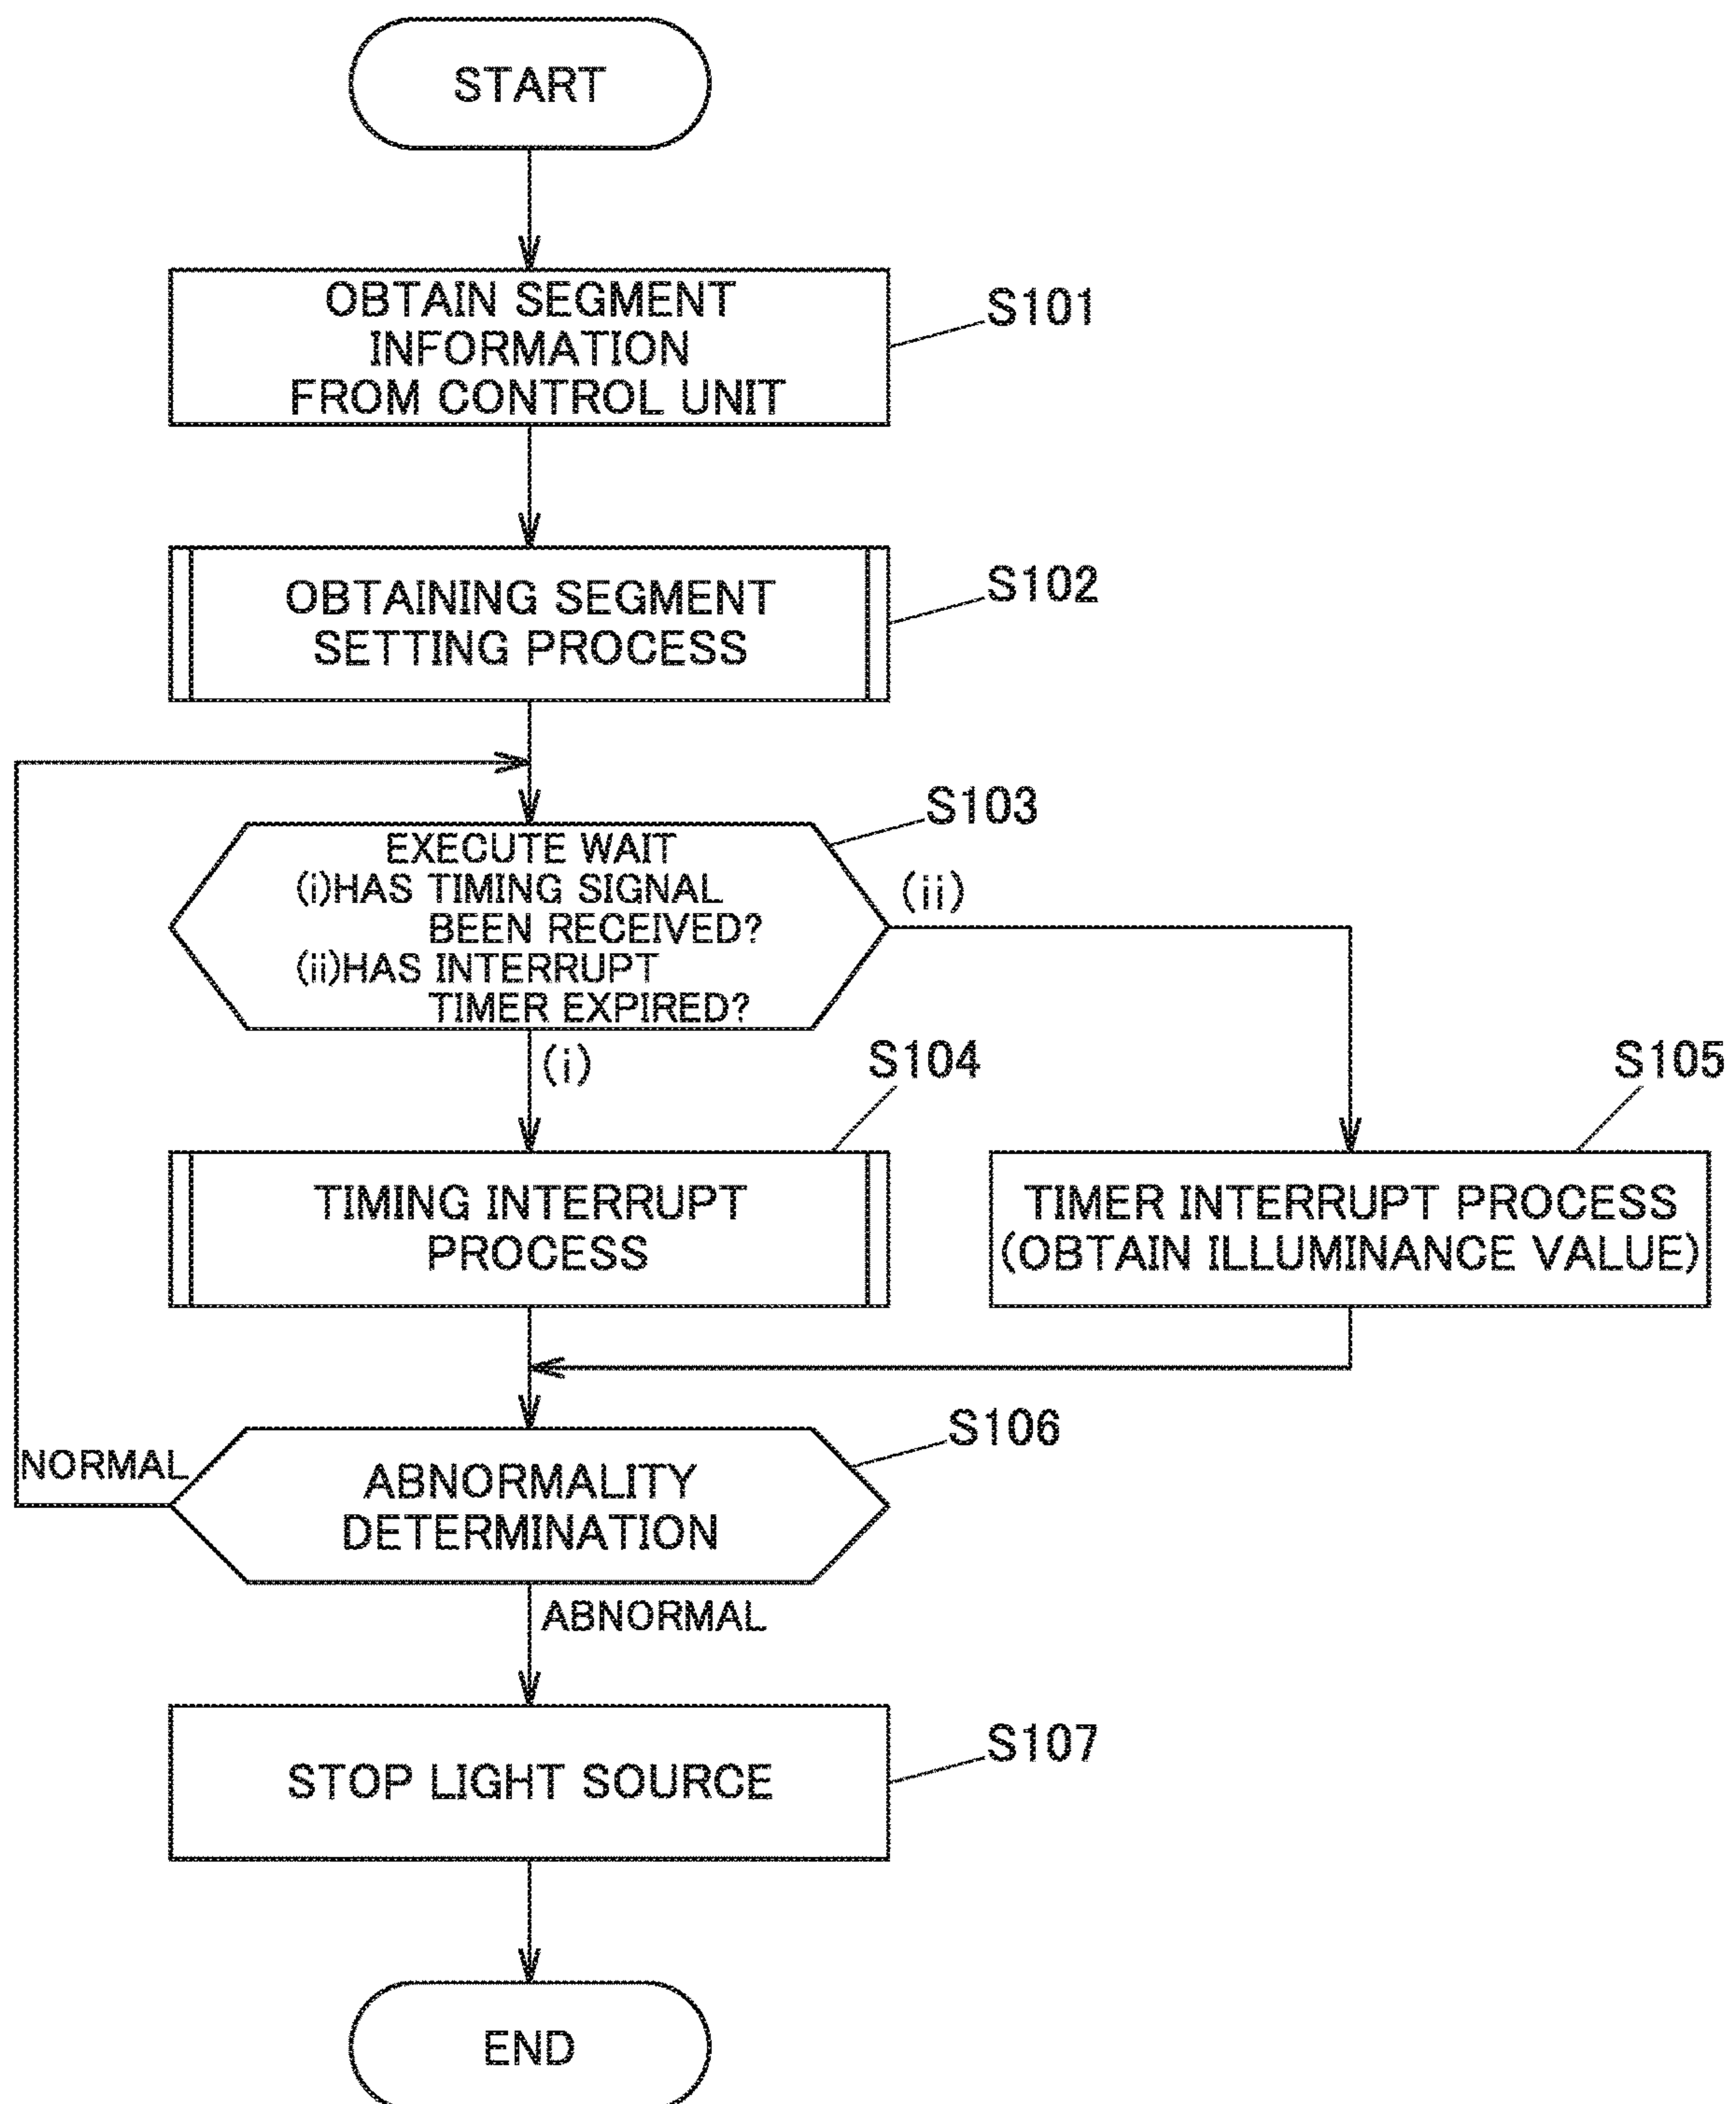 START
OBTAIN SEGMENT
INFORMATION
FROM CONTROL UNIT
S101
OBTAINING SEGMENT
SETTING PROCESS
S102
S103
EXECUTE WAIT
(i)HAS TIMING SIGNAL
BEEN RECEIVED?
(ii)HAS INTERRUPT
TIMER EXPIRED?
(ii)
(i)
S104
S105
TIMING INTERRUPT
PROCESS
TIMER INTERRUPT PROCESS
(OBTAIN ILLUMINANCE VALUE)
S106
NORMAL
ABNORMALITY
DETERMINATION
ABNORMAL
S107
STOP LIGHT SOURCE
END